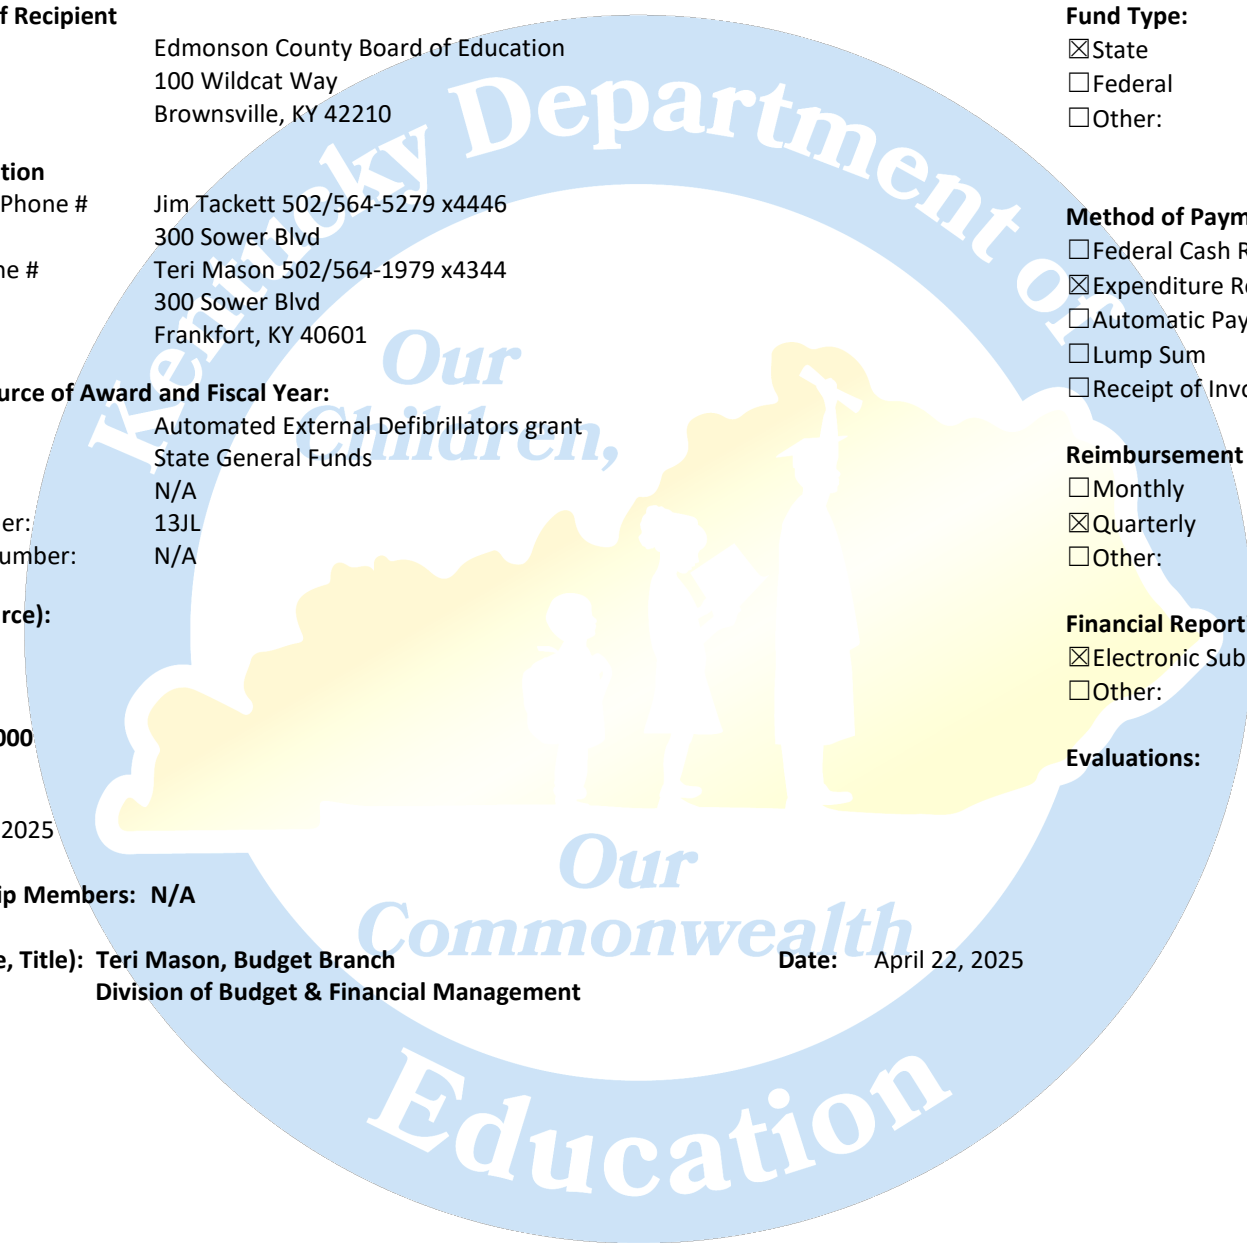 f Recipient
Edmonson County Board of Education
100 Wildcat Way
Brownsville, KY 42210
tion
Phone # Jim Tackett 502/564-5279 x4446
300 Sower Blvd
ne # Teri Mason 502/564-1979 x4344
300 Sower Blvd
Frankfort, KY 40601
urce of Award and Fiscal Year:
Automated External Defibrillators grant
State General Funds
N/A
er: 13JL
umber: N/A
rce):
000
2025
ip Members: N/A
e, Title): Teri Mason, Budget Branch Date: April 22, 2025
Division of Budget & Financial Management
Fund Type:
☒State
☐Federal
☐Other:
Method of Paym
☐Federal Cash R
☒Expenditure Re
☐Automatic Pay
☐Lump Sum
☐Receipt of Invo
Reimbursement
☐Monthly
☒Quarterly
☐Other:
Financial Report
☒Electronic Sub
☐Other:
Evaluations:
Kentucky Department of
Education
Our
Children,
Our
Commonwealth